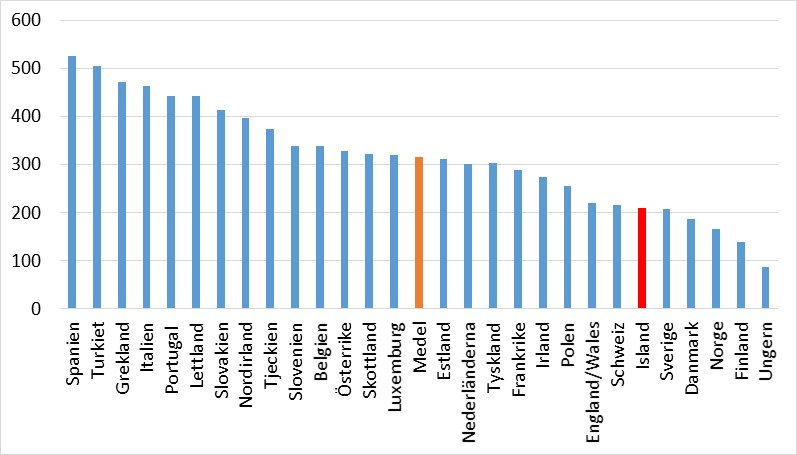 600
500
400
300
200
100
0
Spanien
Turkiet
Grekland
Italien
Portugal
Lettland
Slovakien
Nordirland
Tjeckien
Slovenien
Belgien
Österrike
Skottland
Luxemburg
Medel
Estland
Nederländerna
Tyskland
Frankrike
Irland
Polen
England/Wales
Schweiz
Island
Sverige
Danmark
Norge
Finland
Ungern